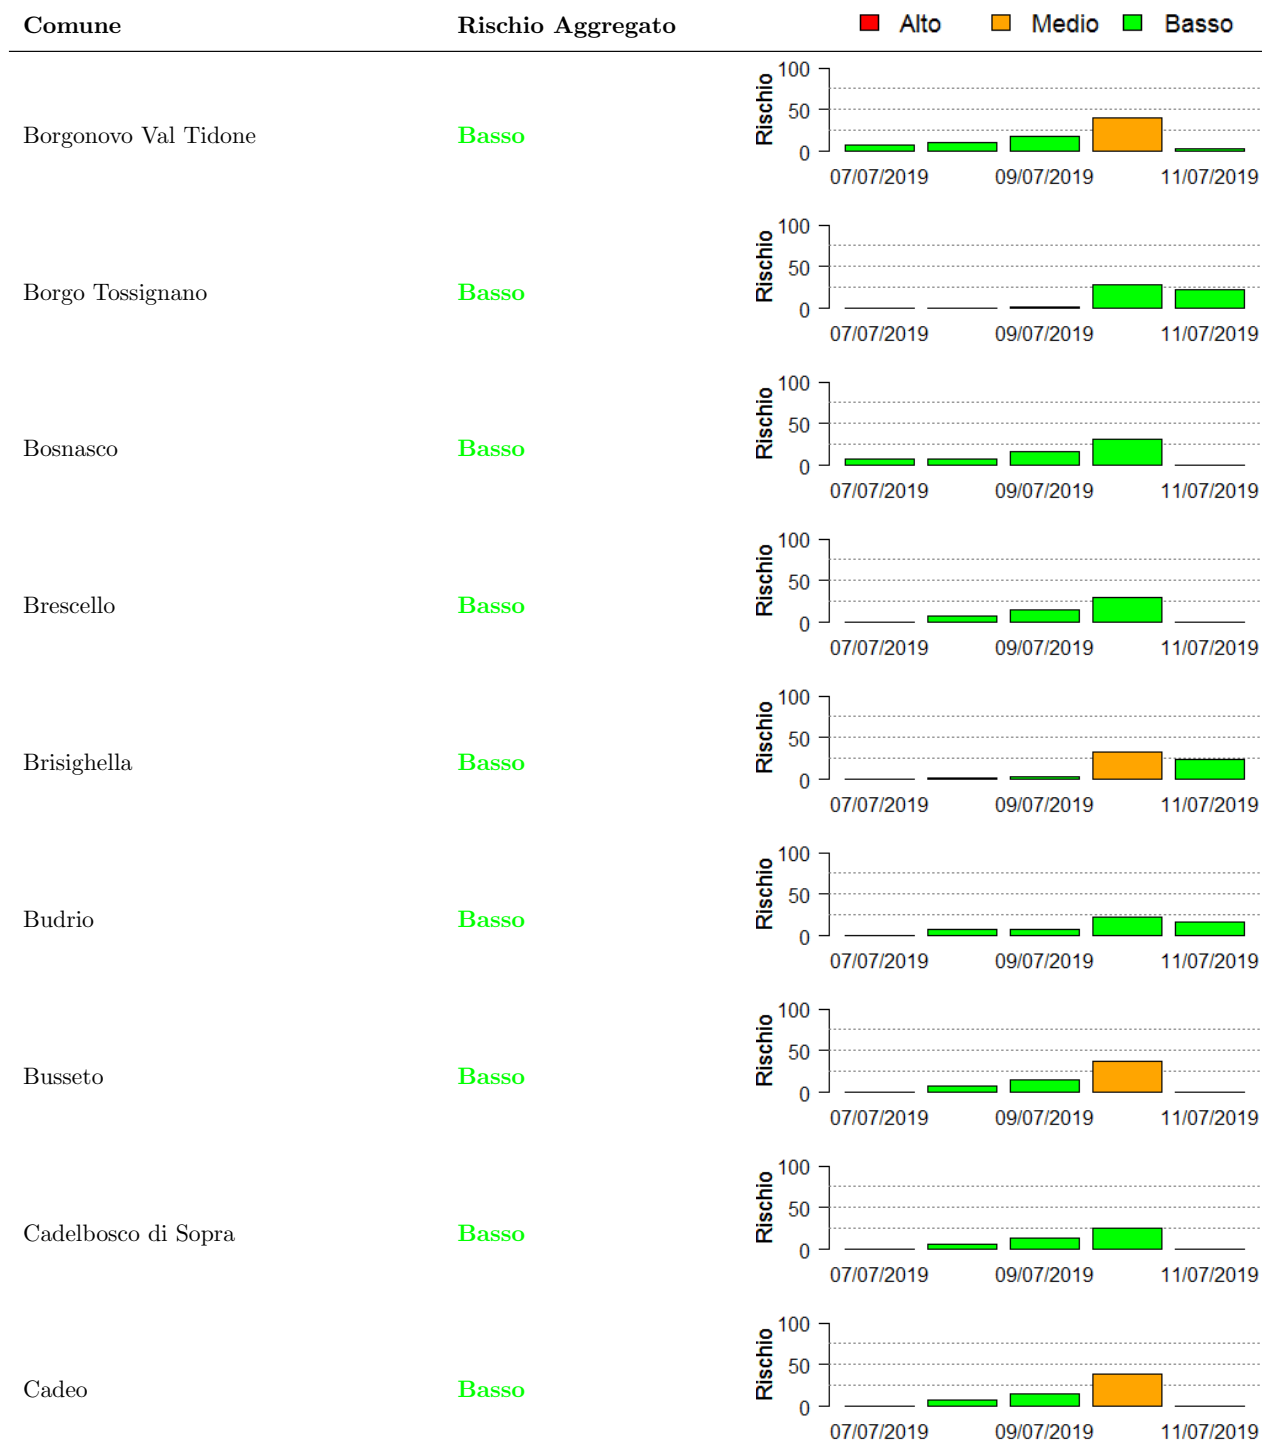 Comune Rischio Aggregato Alto Medio Basso
Borgonovo Val Tidone Basso
Rischio
100
50
0
07/07/2019 09/07/2019 11/07/2019
Borgo Tossignano Basso
Rischio
100
50
0
07/07/2019 09/07/2019 11/07/2019
Bosnasco Basso
Rischio
100
50
0
07/07/2019 09/07/2019 11/07/2019
Brescello Basso
Rischio
100
50
0
07/07/2019 09/07/2019 11/07/2019
Brisighella Basso
Rischio
100
50
0
07/07/2019 09/07/2019 11/07/2019
Budrio Basso
Rischio
100
50
0
07/07/2019 09/07/2019 11/07/2019
Busseto Basso
Rischio
100
50
0
07/07/2019 09/07/2019 11/07/2019
Cadelbosco di Sopra Basso
Rischio
100
50
0
07/07/2019 09/07/2019 11/07/2019
Cadeo Basso
Rischio
100
50
0
07/07/2019 09/07/2019 11/07/2019